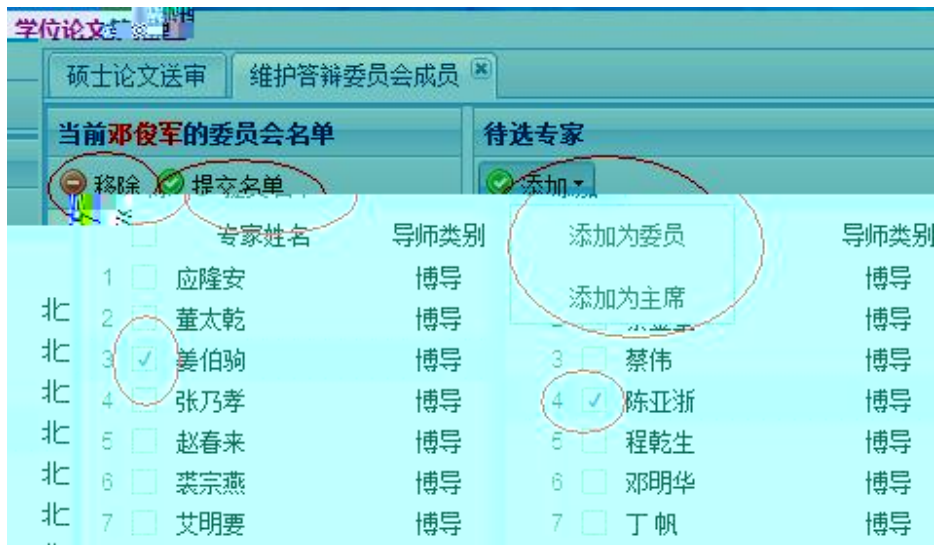 学位论文
硕士论文送审 维护答辩委员会成员
当前邓俊军的委员会名单 待选专家
移除 提交名单 添加
专家姓名 导师类别 添加为委员 导师类别
1 应隆安 博导 博导
添加为主席
北 2 董太乾 博导 博导
北 3 姜伯驹 博导 3 蔡伟 博导
北 4 张乃孝 博导 4 陈亚浙 博导
北 5 赵春来 博导 5 程乾生 博导
北 6 裘宗燕 博导 6 邓明华 博导
北 7 艾明要 博导 7 丁帆 博导